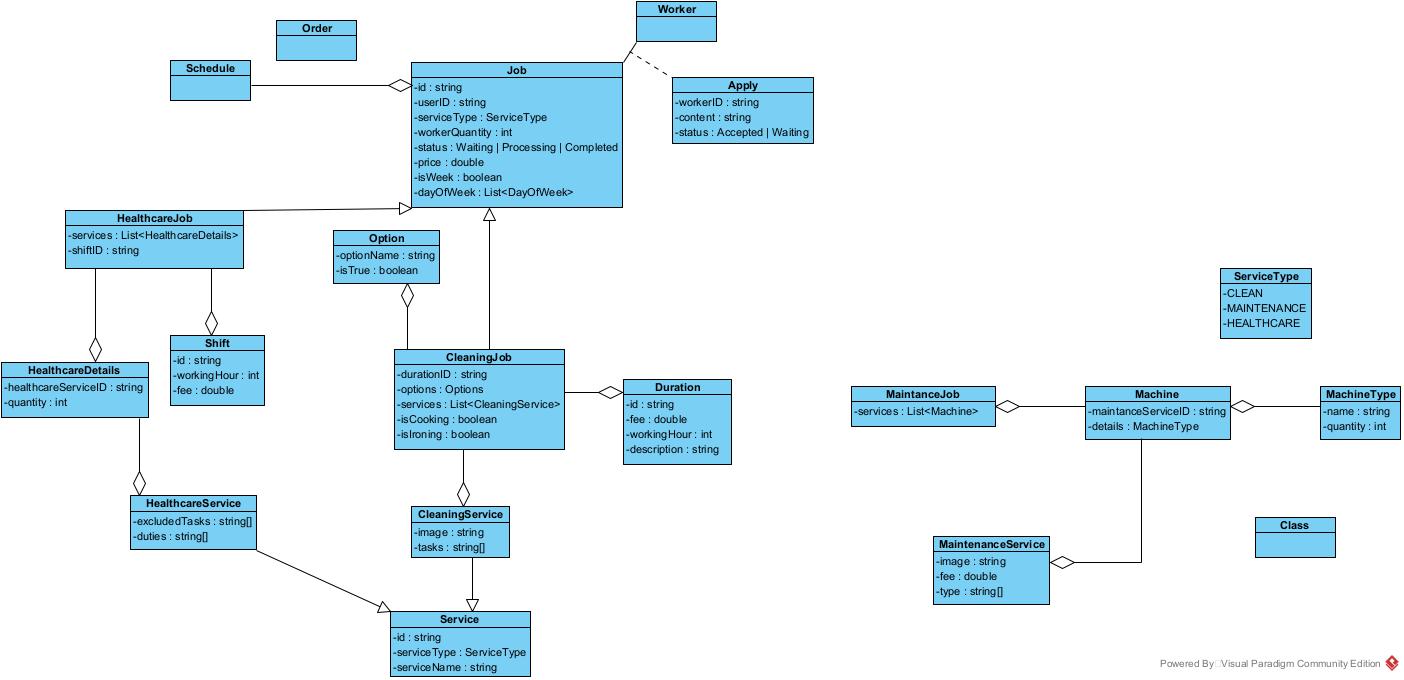 Worker
Order
Schedule
Job
-id : string
-userID : string
-serviceType : ServiceType
-workerQuantity : int
-status : Waiting | Processing | Completed
-price : double
-isWeek : boolean
-dayOfWeek : List<DayOfWeek>
Apply
-workerID : string
-content : string
-status : Accepted | Waiting
HealthcareJob
-services : List<HealthcareDetails>
-shiftID : string
Option
-optionName : string
-isTrue : boolean
ServiceType
-CLEAN
-MAINTENANCE
-HEALTHCARE
Shift
-id : string
-workingHour : int
-fee : double
HealthcareDetails
-healthcareServiceID : string
-quantity : int
CleaningJob
-durationID : string
-options : Options
-services : List<CleaningService>
-isCooking : boolean
-isIroning : boolean
Duration
-id : string
-fee : double
-workingHour : int
-description : string
MaintanceJob
-services : List<Machine>
Machine
-maintanceServiceID : string
-details : MachineType
MachineType
-name : string
-quantity : int
HealthcareService
-excludedTasks : string[]
-duties : string[]
CleaningService
-image : string
-tasks : string[]
MaintenanceService
-image : string
-fee : double
-type : string[]
Class
Service
-id : string
-serviceType : ServiceType
-serviceName : string
Powered By Visual Paradigm Community Edition